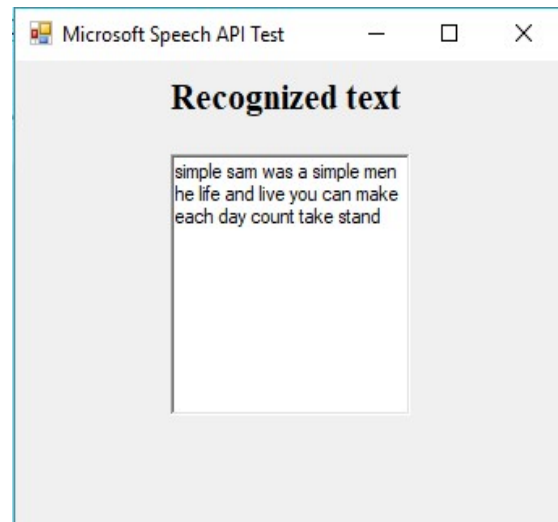 Microsoft Speech API Test
Recognized text
simple sam was a simple men
he life and live you can make
each day count take stand